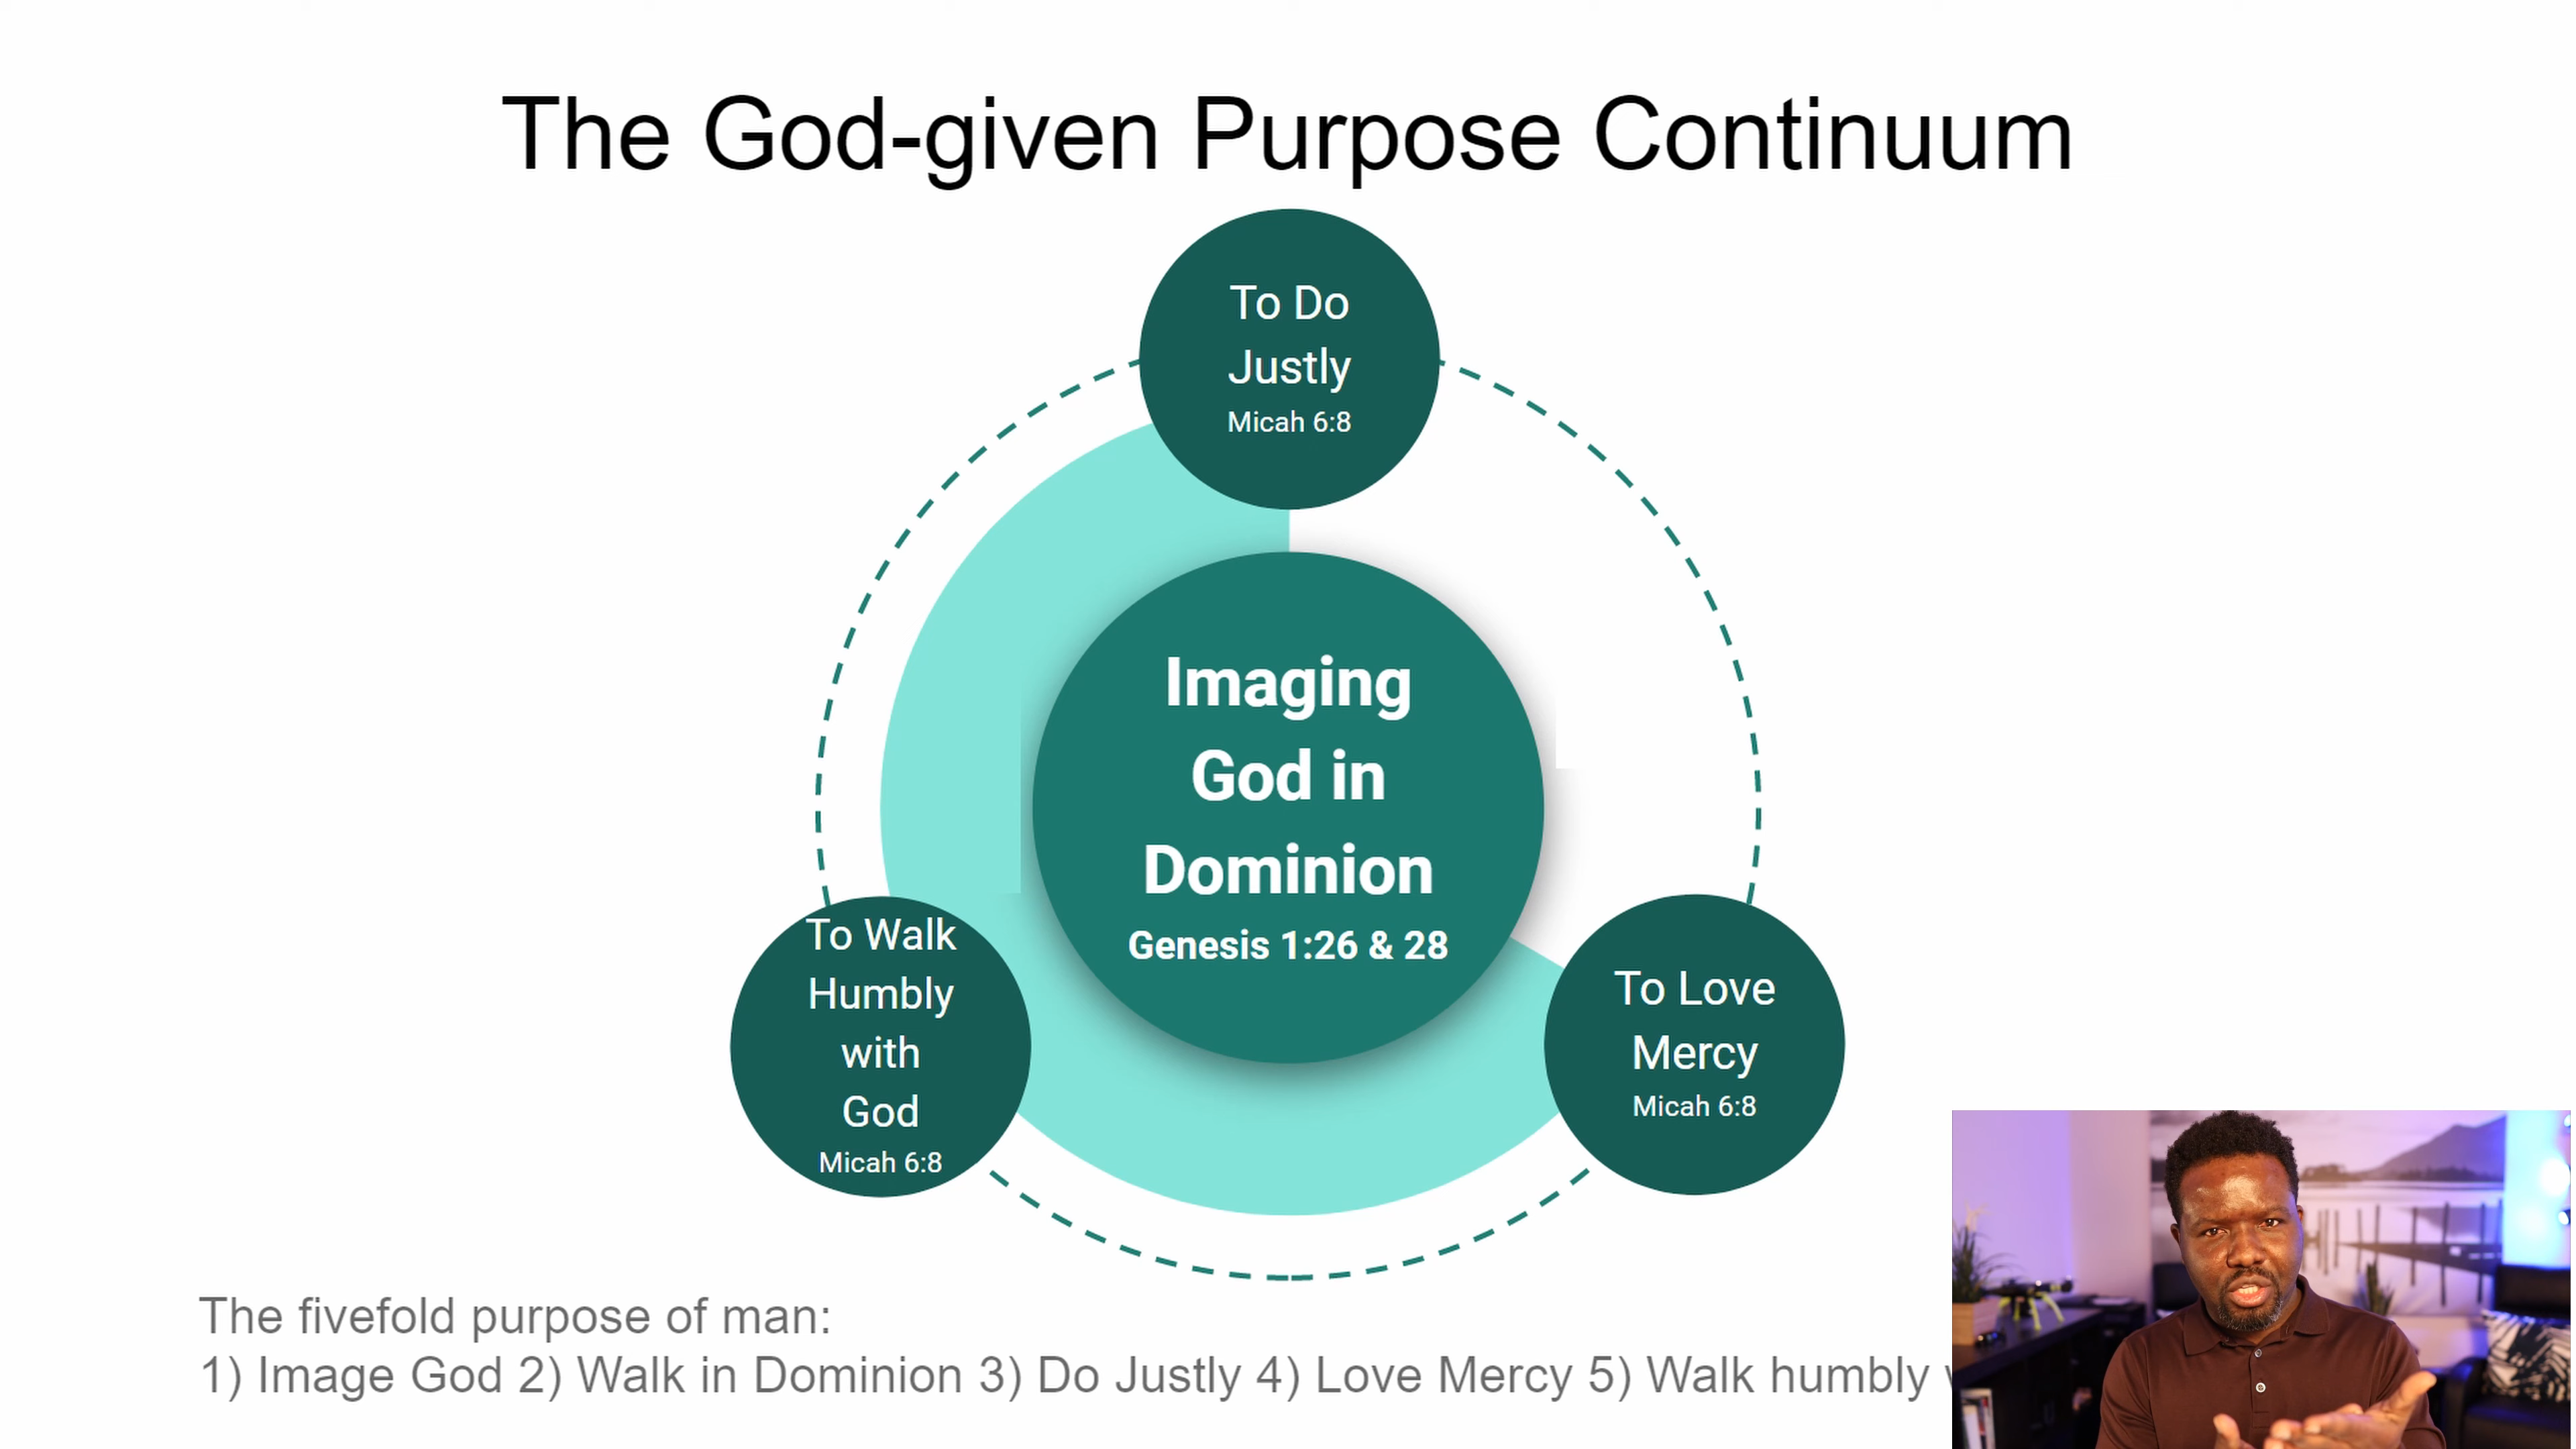 The God-given Purpose Continuum
To Do
Justly
Micah 6:8
Imaging
God in
Dominion
Genesis 1:26 & 28
To Walk
Humbly
with
God
Micah 6:8
To Love
Mercy
Micah 6:8
The fivefold purpose of man:
1) Image God 2) Walk in Dominion 3) Do Justly 4) Love Mercy 5) Walk humbly